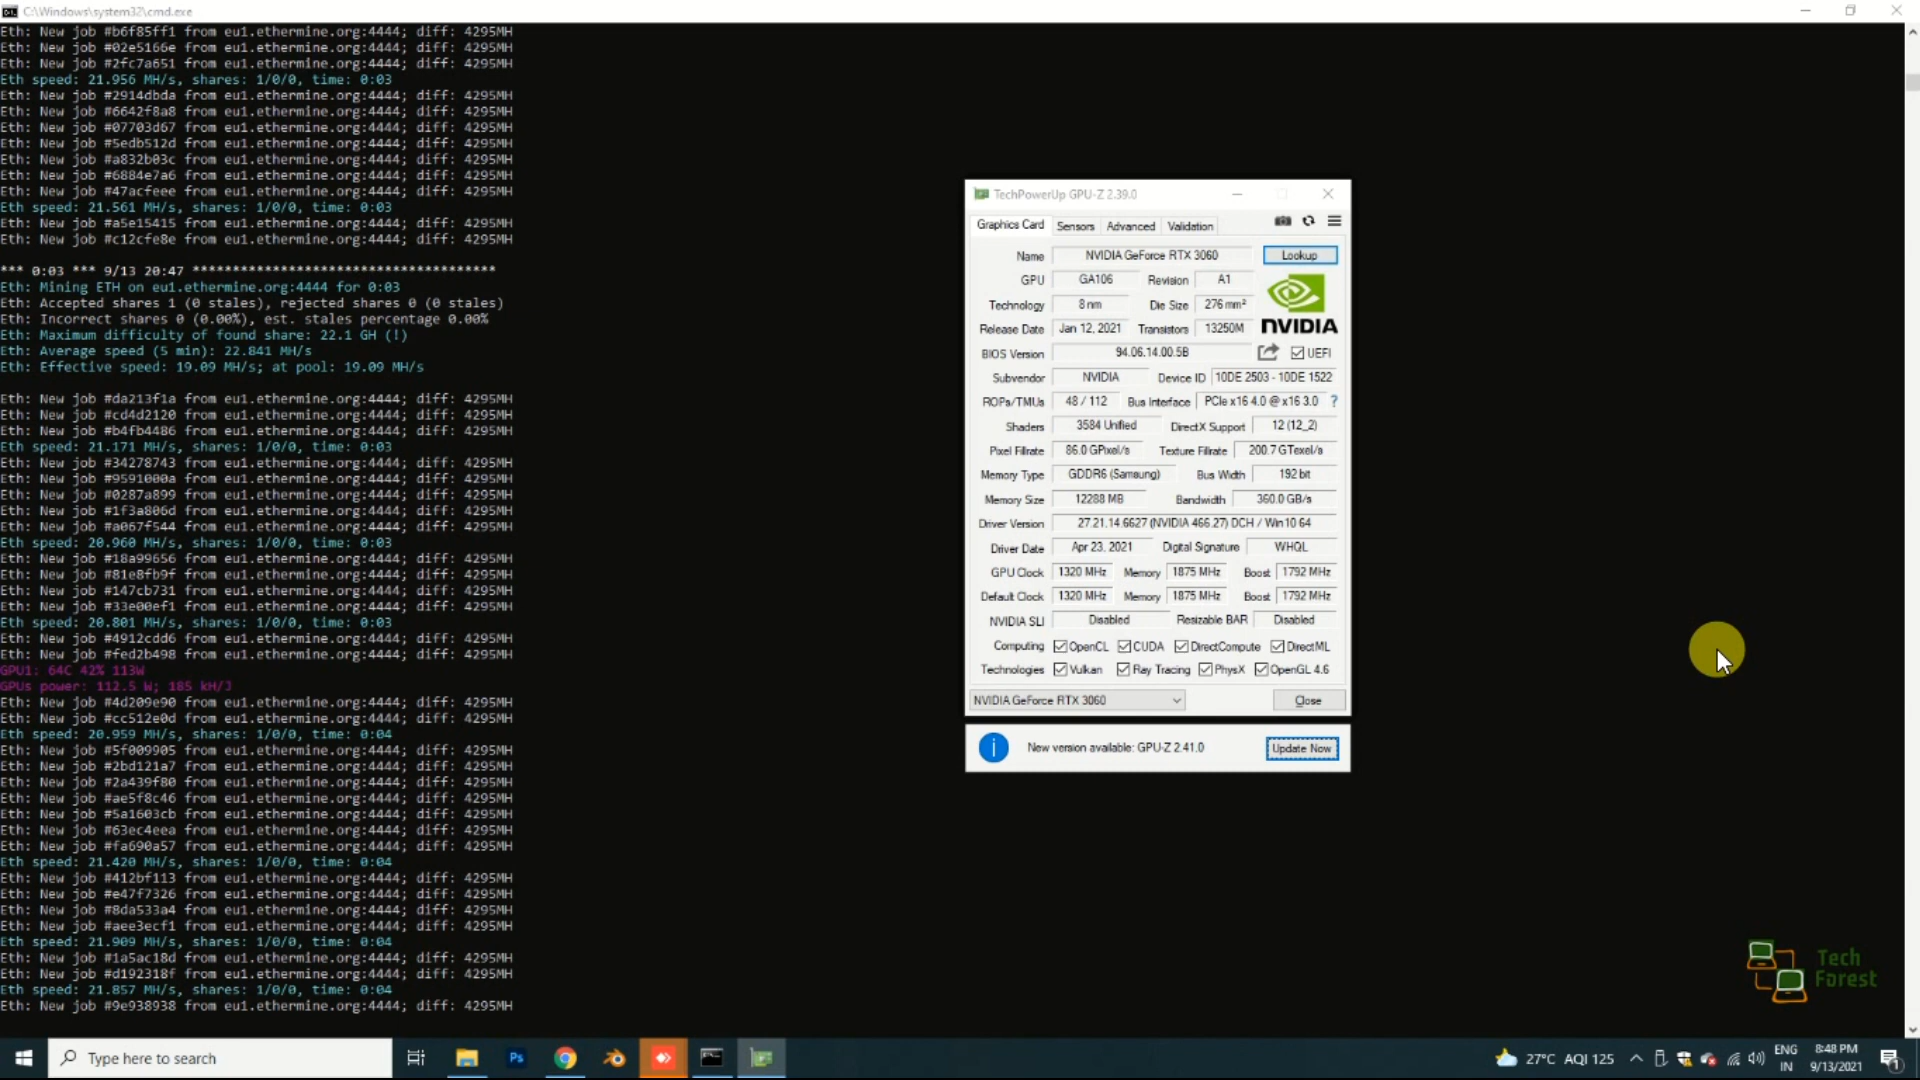 C:\Windows\system32\cmd.exe
Eth: New job #b6f85ff1 from eu1.ethermine.org:4444; diff: 4295MH
Eth: New job #02e5166e from eu1.ethermine.org:4444; diff: 4295MH
Eth: New job #2fc7a651 from eu1.ethermine.org:4444; diff: 4295MH
Eth speed: 21.956 MH/s, shares: 1/0/0, time: 0:03
Eth: New job #2914dbda from eu1.ethermine.org:4444; diff: 4295MH
Eth: New job #6642f8a8 from eu1.ethermine.org:4444; diff: 4295MH
Eth: New job #07703d67 from eu1.ethermine.org:4444; diff: 4295MH
Eth: New job #5edb512d from eu1.ethermine.org:4444; diff: 4295MH
Eth: New job #a832b03c from eu1.ethermine.org:4444; diff: 4295MH
Eth: New job #6884e7a6 from eu1.ethermine.org:4444; diff: 4295MH
Eth: New job #47acfeee from eu1.ethermine.org:4444; diff: 4295MH
Eth speed: 21.561 MH/s, shares: 1/0/0, time: 0:03
Eth: New job #a5e15415 from eu1.ethermine.org:4444; diff: 4295MH
Eth: New job #c12cfe8e from eu1.ethermine.org:4444; diff: 4295MH
*** 0:03 *** 9/13 20:47 **************************************
Eth: Mining ETH on eu1.ethermine.org:4444 for 0:03
Eth: Accepted shares 1 (0 stales), rejected shares 0 (0 stales)
Eth: Incorrect shares 0 (0.00%), est. stales percentage 0.00%
Eth: Maximum difficulty of found share: 22.1 GH (!)
Eth: Average speed (5 min): 22.841 MH/s
Eth: Effective speed: 19.09 MH/s; at pool: 19.09 MH/s
Eth: New job #da213f1a from eu1.ethermine.org:4444; diff: 4295MH
Eth: New job #cd4d2120 from eu1.ethermine.org:4444; diff: 4295MH
Eth: New job #b4fb4486 from eu1.ethermine.org:4444; diff: 4295MH
Eth speed: 21.171 MH/s, shares: 1/0/0, time: 0:03
Eth: New job #34278743 from eu1.ethermine.org:4444; diff: 4295MH
Eth: New job #9591000a from eu1.ethermine.org:4444; diff: 4295MH
Eth: New job #0287a899 from eu1.ethermine.org:4444; diff: 4295MH
Eth: New job #1f3a806d from eu1.ethermine.org:4444; diff: 4295MH
Eth: New job #a067f544 from eu1.ethermine.org:4444; diff: 4295MH
Eth speed: 20.960 MH/s, shares: 1/0/0, time: 0:03
Eth: New job #18a99656 from eu1.ethermine.org:4444; diff: 4295MH
Eth: New job #81e8fb9f from eu1.ethermine.org:4444; diff: 4295MH
Eth: New job #147cb731 from eu1.ethermine.org:4444; diff: 4295MH
Eth: New job #33e00ef1 from eu1.ethermine.org:4444; diff: 4295MH
Eth speed: 20.801 MH/s, shares: 1/0/0, time: 0:03
Eth: New job #4912cdd6 from eu1.ethermine.org:4444; diff: 4295MH
Eth: New job #fed2b498 from eu1.ethermine.org:4444; diff: 4295MH
GPU1: 64C 42% 113W
GPUs power: 112.5 W; 185 kH/J
Eth: New job #4d209e90 from eu1.ethermine.org:4444; diff: 4295MH
Eth: New job #cc512e0d from eu1.ethermine.org:4444; diff: 4295MH
Eth speed: 20.959 MH/s, shares: 1/0/0, time: 0:04
Eth: New job #5f009905 from eu1.ethermine.org:4444; diff: 4295MH
Eth: New job #2bd121a7 from eu1.ethermine.org:4444; diff: 4295MH
Eth: New job #2a439f80 from eu1.ethermine.org:4444; diff: 4295MH
Eth: New job #ae5f8c46 from eu1.ethermine.org:4444; diff: 4295MH
Eth: New job #5a1603cb from eu1.ethermine.org:4444; diff: 4295MH
Eth: New job #63ec4eea from eu1.ethermine.org:4444; diff: 4295MH
Eth: New job #fa690a57 from eu1.ethermine.org:4444; diff: 4295MH
Eth speed: 21.420 MH/s, shares: 1/0/0, time: 0:04
Eth: New job #412bf113 from eu1.ethermine.org:4444; diff: 4295MH
Eth: New job #e47f7326 from eu1.ethermine.org:4444; diff: 4295MH
Eth: New job #8da533a4 from eu1.ethermine.org:4444; diff: 4295MH
Eth: New job #aee3ecf1 from eu1.ethermine.org:4444; diff: 4295MH
Eth speed: 21.909 MH/s, shares: 1/0/0, time: 0:04
Eth: New job #1a5ac18d from eu1.ethermine.org:4444; diff: 4295MH
Eth: New job #d192318f from eu1.ethermine.org:4444; diff: 4295MH
Eth speed: 21.857 MH/s, shares: 1/0/0, time: 0:04
Eth: New job #9e938938 from eu1.ethermine.org:4444; diff: 4295MH
TechPowerUp GPU-Z 2.39.0
Graphics Card Sensors Advanced Validation
Name NVIDIA GeForce RTX 3060 Lookup
GPU GA106 Revision A1
Technology 8 nm Die Size 276 mm²
NVIDIA
Release Date Jan 12, 2021 Transistors 13250M
BIOS Version 94.06.14.00.5B UEFI
Subvendor NVIDIA Device ID 10DE 2503 - 10DE 1522
ROPs/TMUs 48 / 112 Bus Interface PCIe x16 4.0 @ x16 3.0 ?
Shaders 3584 Unified DirectX Support 12 (12_2)
Pixel Fillrate 86.0 GPixel/s Texture Fillrate 200.7 GTexel/s
Memory Type GDDR6 (Samsung) Bus Width 192 bit
Memory Size 12288 MB Bandwidth 360.0 GB/s
Driver Version 27.21.14.6627 (NVIDIA 466.27) DCH / Win10 64
Driver Date Apr 23, 2021 Digital Signature WHQL
GPU Clock 1320 MHz Memory 1875 MHz Boost 1792 MHz
Default Clock 1320 MHz Memory 1875 MHz Boost 1792 MHz
NVIDIA SLI Disabled Resizable BAR Disabled
Computing OpenCL CUDA DirectCompute DirectML
Technologies Vulkan Ray Tracing PhysX OpenGL 4.6
NVIDIA GeForce RTX 3060 Close
New version available: GPU-Z 2.41.0 Update Now
Tech
Forest
Type here to search
Ps
27°C AQI 125
ENG
IN
8:48 PM
9/13/2021
1